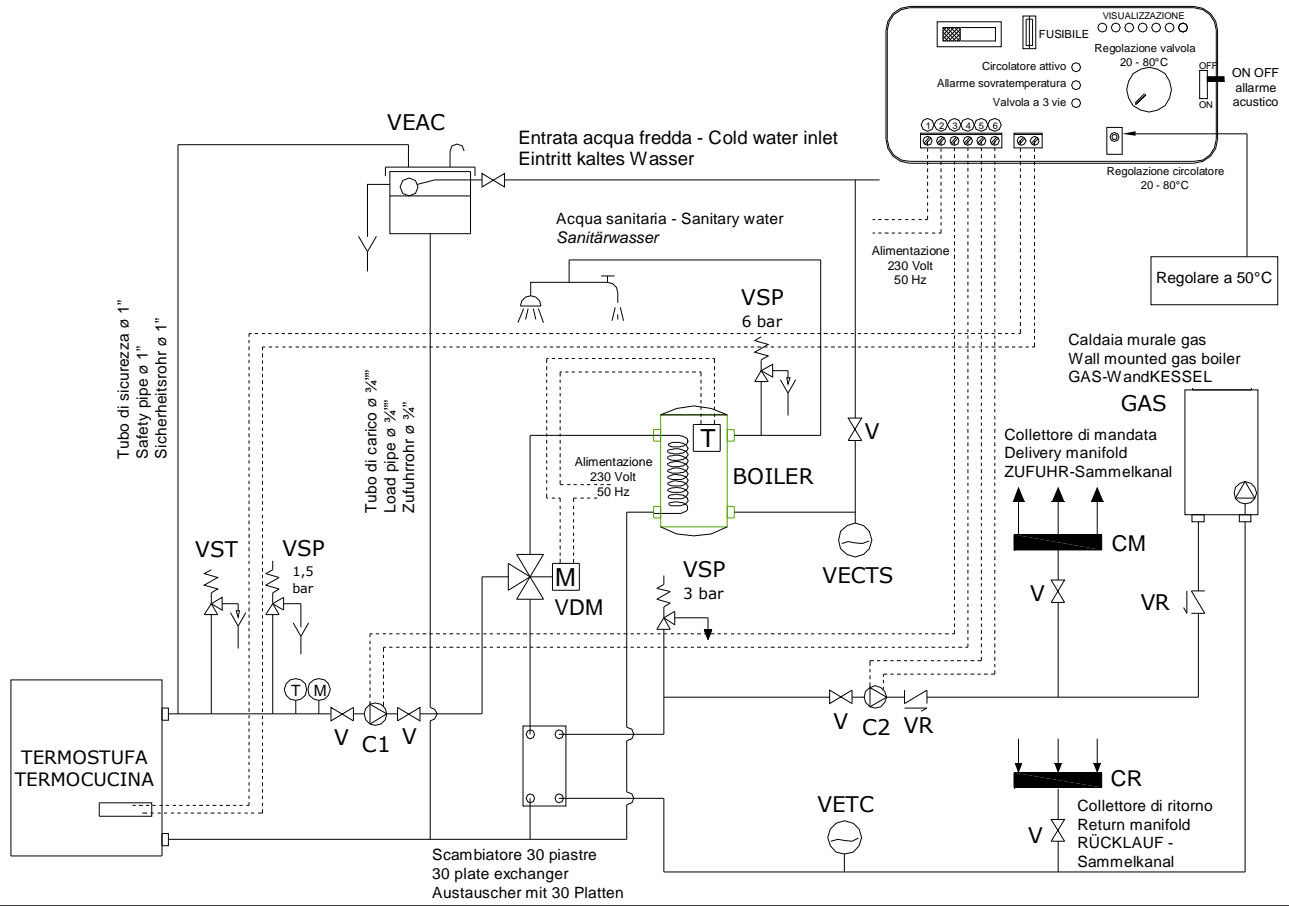 VISUALIZZAZIONE
FUSIBILE
Regolazione valvola
20 - 80°C
Circolatore attivo
Allarme sovratemperatura
Valvola a 3 vie
OFF
ON
ON OFF
allarme
acustico
1 2 3 4 5 6
Regolazione circolatore
20 - 80°C
Regolare a 50°C
VEAC
Entrata acqua fredda - Cold water inlet
Eintritt kaltes Wasser
Acqua sanitaria - Sanitary water
Sanitärwasser
Alimentazione
230 Volt
50 Hz
Tubo di sicurezza ø 1”
Safety pipe ø 1”
Sicherheitsrohr ø 1”
Tubo di carico ø ¾””
Load pipe ø ¾””
Zufuhrrohr ø ¾”
VSP
6 bar
Caldaia murale gas
Wall mounted gas boiler
GAS-WandKESSEL
GAS
V
Collettore di mandata
Delivery manifold
ZUFUHR-Sammelkanal
T
Alimentazione
230 Volt
50 Hz
BOILER
VST
VSP
1,5
bar
M
VDM
VSP
3 bar
VECTS
CM
V
VR
T M
V C1 V
V C2 VR
TERMOSTUFA
TERMOCUCINA
CR
VETC
V
Collettore di ritorno
Return manifold
RÜCKLAUF -
Sammelkanal
Scambiatore 30 piastre
30 plate exchanger
Austauscher mit 30 Platten